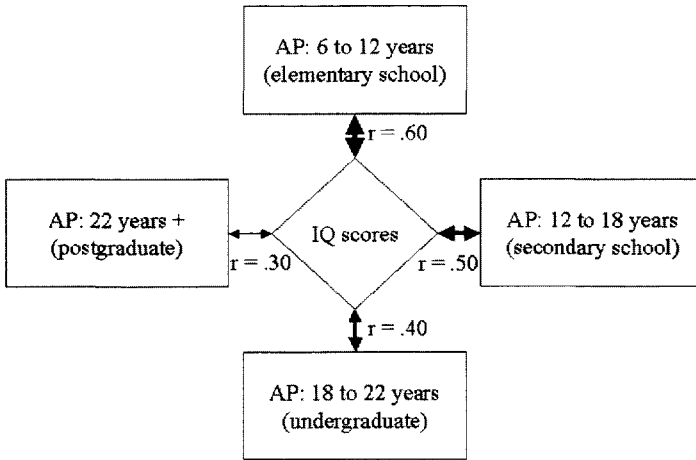 AP: 6 to 12 years
(elementary school)
r = .60
AP: 22 years +
(postgraduate)
r = .30
IQ scores
r = .50
AP: 12 to 18 years
(secondary school)
r = .40
AP: 18 to 22 years
(undergraduate)